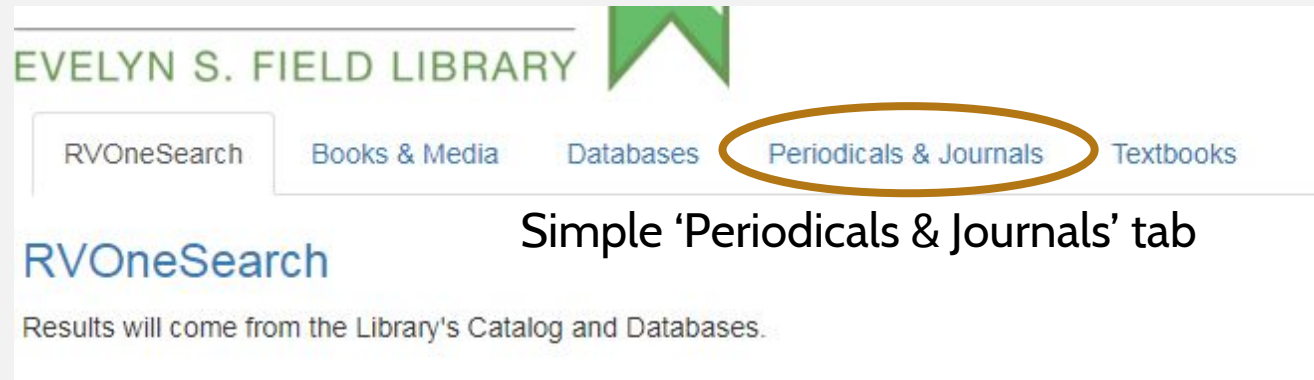 EVELYN S. FIELD LIBRARY
RVOneSearch Books & Media Databases Periodicals & Journals Textbooks
Simple ‘Periodicals & Journals’ tab
RVOneSearch
Results will come from the Library's Catalog and Databases.